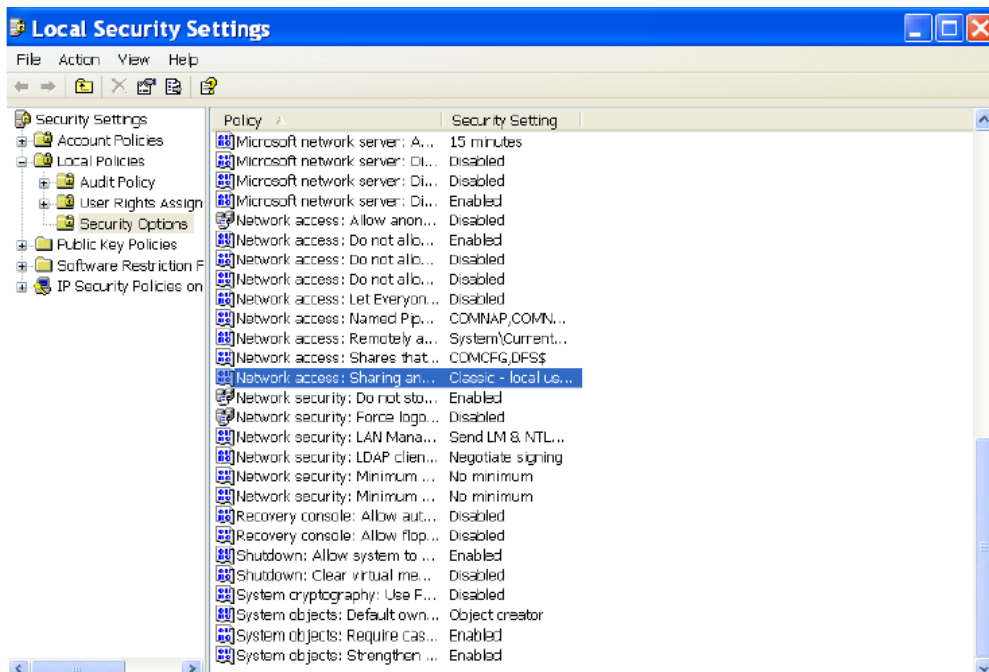 Local Security Settings
File Action View Help
Security Settings
Account Policies
Local Policies
Audit Policy
User Rights Assign
Security Options
Public Key Policies
Software Restriction F
IP Security Policies on
Policy Security Setting
Microsoft network server: A... 15 minutes
Microsoft network server: Di... Disabled
Microsoft network server: Di... Disabled
Microsoft network server: Di... Enabled
Network access: Allow anon... Disabled
Network access: Do not allo... Enabled
Network access: Do not allo... Disabled
Network access: Do not allo... Disabled
Network access: Let Everyon... Disabled
Network access: Named Pip... COMNAP,COMN...
Network access: Remotely a... System\Current...
Network access: Shares that... COMCFG,DFS$
Network access: Sharing an... Classic - local us...
Network security: Do not sto... Enabled
Network security: Force logo... Disabled
Network security: LAN Mana... Send LM & NTL...
Network security: LDAP clien... Negotiate signing
Network security: Minimum ... No minimum
Network security: Minimum ... No minimum
Recovery console: Allow aut... Disabled
Recovery console: Allow flop... Disabled
Shutdown: Allow system to ... Enabled
Shutdown: Clear virtual me... Disabled
System cryptography: Use F... Disabled
System objects: Default own... Object creator
System objects: Require cas... Enabled
System objects: Strengthen ... Enabled